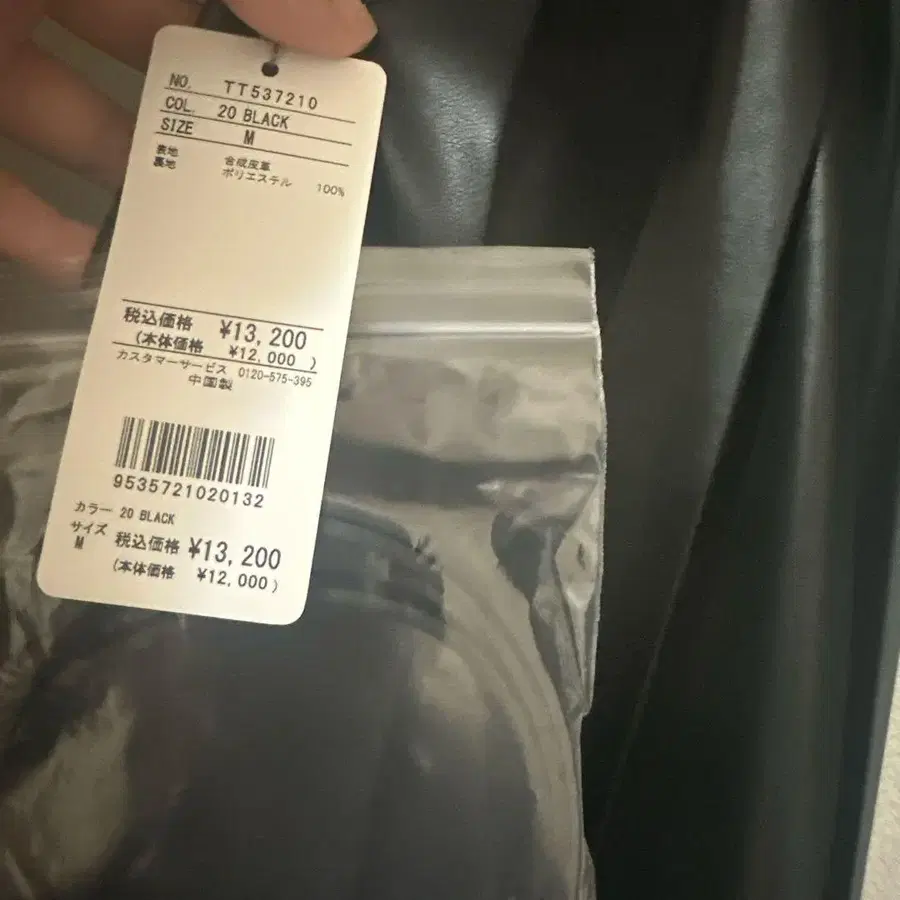 NO. TT537210
COL. 20 BLACK
SIZE M
表地 合成皮革
裏地 ポリエステル 100%
税込価格 ¥13,200
(本体価格 ¥12,000 )
カスタマーサービス 0120-575-395
中国製
9535721020132
カラー 20 BLACK
サイズ
M 税込価格 ¥13,200
(本体価格 ¥12,000)